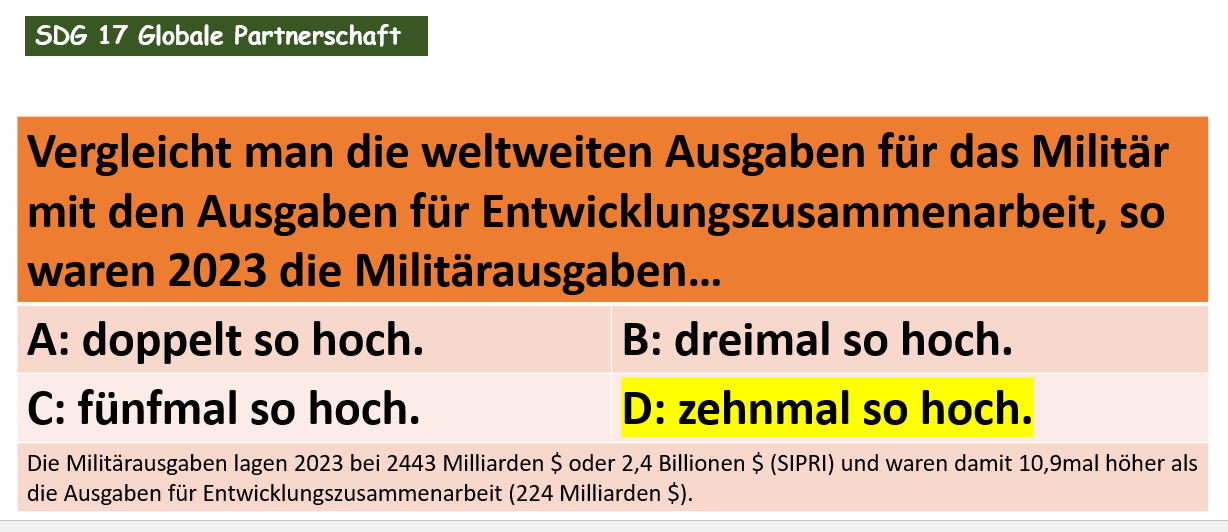 SDG 17 Globale Partnerschaft
Vergleicht man die weltweiten Ausgaben für das Militär
mit den Ausgaben für Entwicklungszusammenarbeit, so
waren 2023 die Militärausgaben…
A: doppelt so hoch.
B: dreimal so hoch.
C: fünfmal so hoch.
D: zehnmal so hoch.
Die Militärausgaben lagen 2023 bei 2443 Milliarden $ oder 2,4 Billionen $ (SIPRI) und waren damit 10,9mal höher als
die Ausgaben für Entwicklungszusammenarbeit (224 Milliarden $).